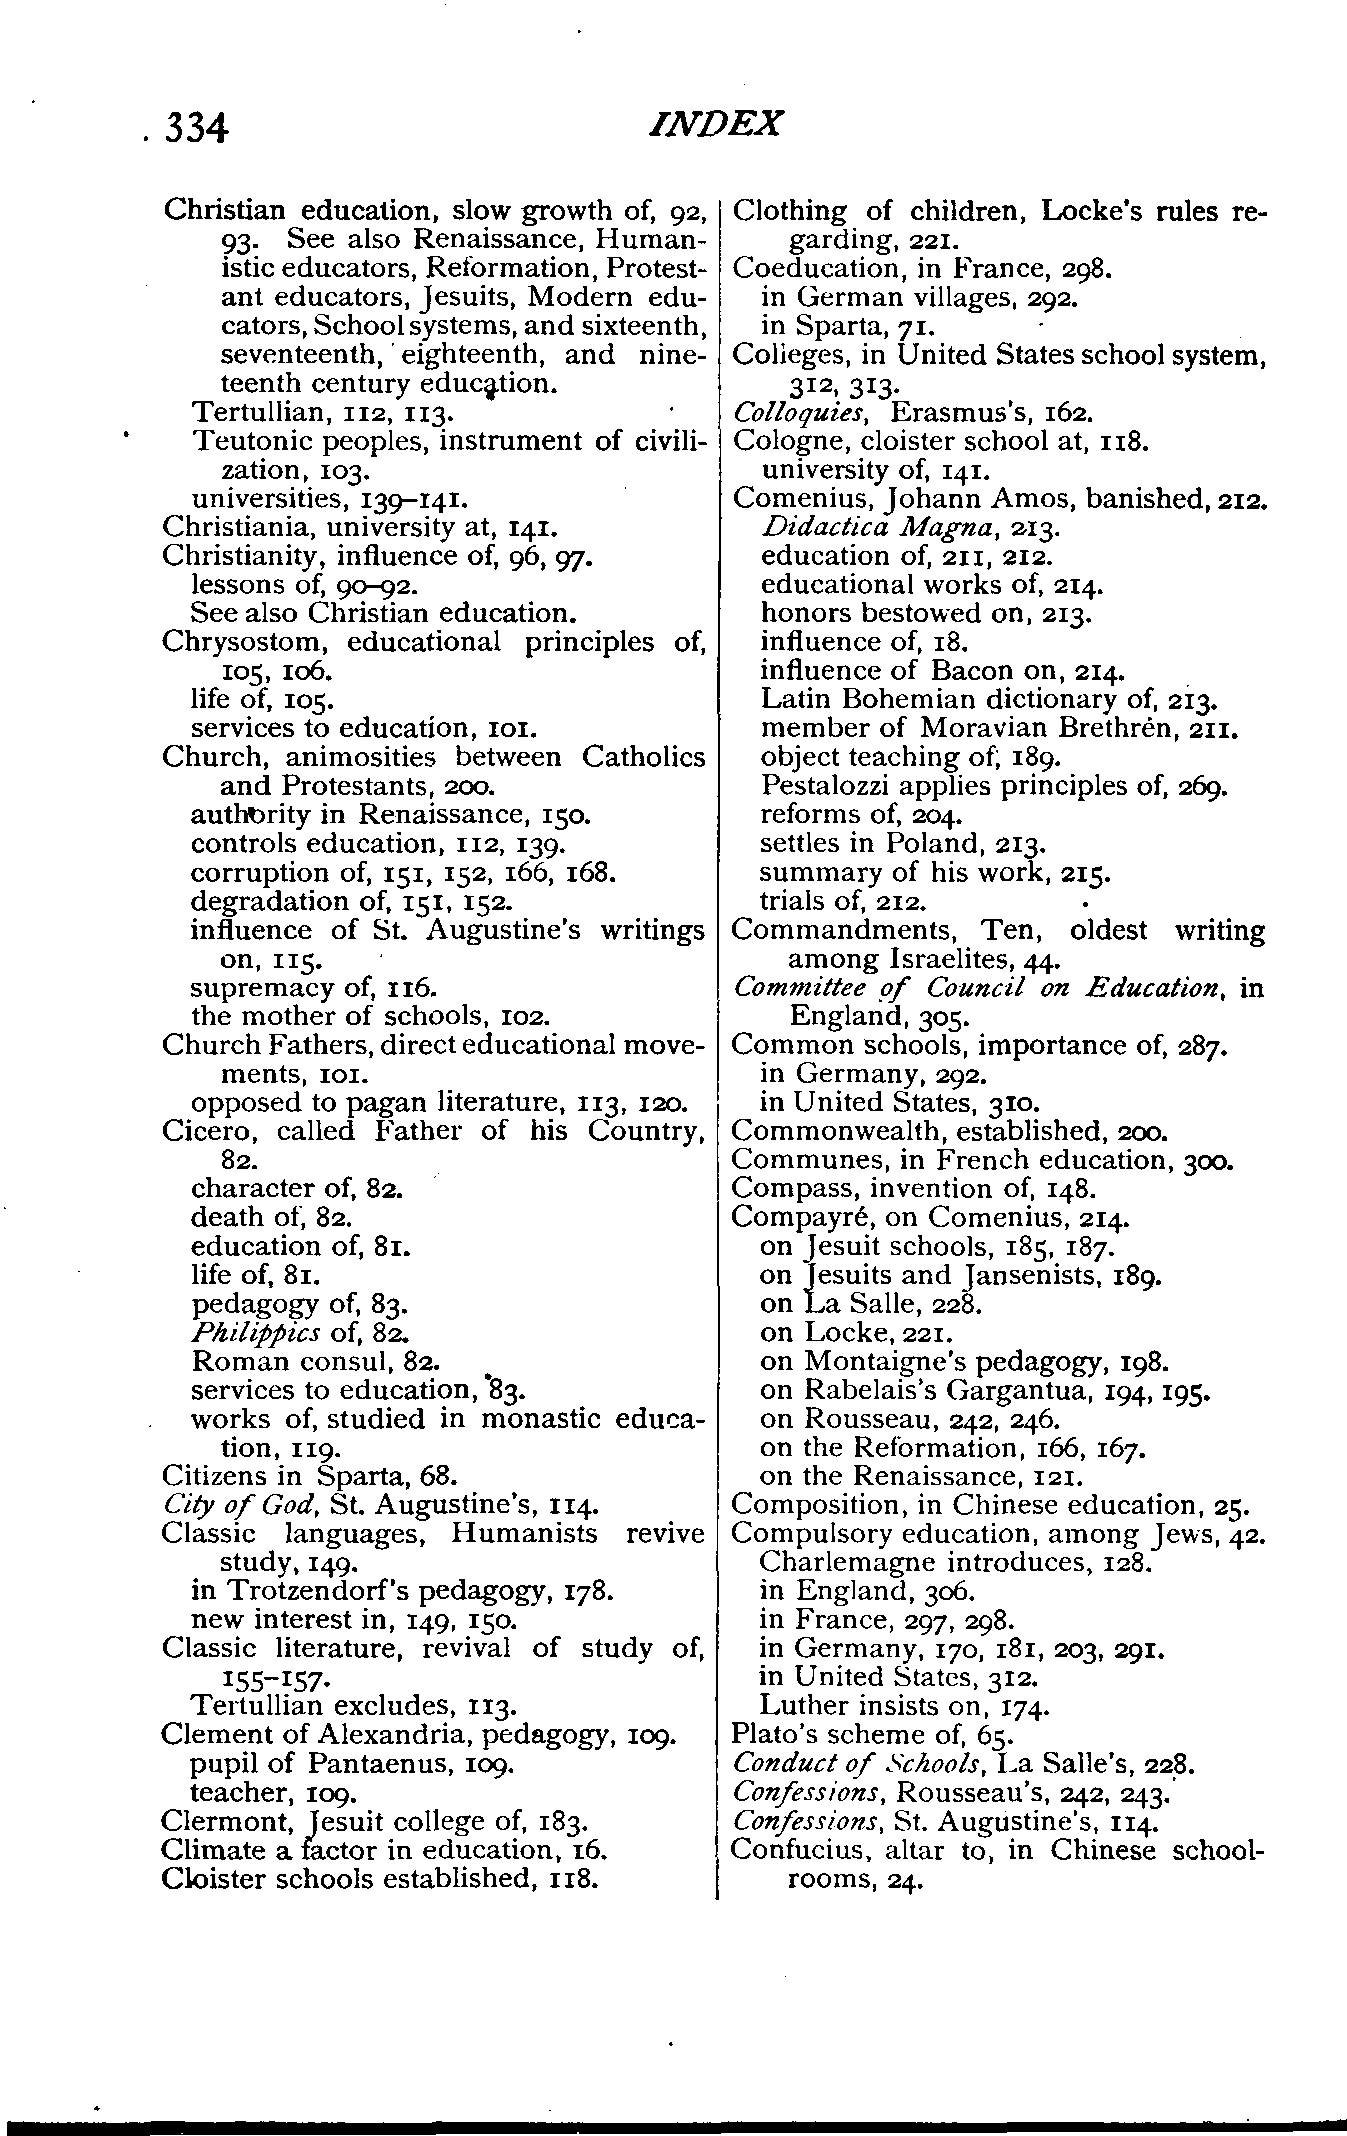 334 INDEX
Christian education, slow growth of, 92,
93. See also Renaissance, Human-
istic educators, Reformation, Protest-
ant educators, Jesuits, Modern edu-
cators, School systems, and sixteenth,
seventeenth, eighteenth, and nine-
teenth century education.
Tertullian, 112, 113.
Teutonic peoples, instrument of civili-
zation, 103.
universities, 139–141.
Christiania, university at, 141.
Christianity, influence of, 96, 97.
lessons of, 90–92.
See also Christian education.
Chrysostom, educational principles of,
105, 106.
life of, 105.
services to education, 101.
Church, animosities between Catholics
and Protestants, 200.
authority in Renaissance, 150.
controls education, 112, 139.
corruption of, 151, 152, 166, 168.
degradation of, 151, 152.
influence of St. Augustine's writings
on, 115.
supremacy of, 116.
the mother of schools, 102.
Church Fathers, direct educational move-
ments, 101.
opposed to pagan literature, 113, 120.
Cicero, called Father of his Country,
82.
character of, 82.
death of, 82.
education of, 81.
life of, 81.
pedagogy of, 83.
Philippics of, 82.
Roman consul, 82.
services to education, 83.
works of, studied in monastic educa-
tion, 119.
Citizens in Sparta, 68.
City of God, St. Augustine's, 114.
Classic languages, Humanists revive
study, 149.
in Trotzendorf's pedagogy, 178.
new interest in, 149, 150.
Classic literature, revival of study of,
155–157.
Tertullian excludes, 113.
Clement of Alexandria, pedagogy, 109.
pupil of Pantaenus, 109.
teacher, 109.
Clermont, Jesuit college of, 183.
Climate a factor in education, 16.
Cloister schools established, 118.
Clothing of children, Locke's rules re-
garding, 221.
Coeducation, in France, 298.
in German villages, 292.
in Sparta, 71.
Colleges, in United States school system,
312, 313.
Colloquies, Erasmus's, 162.
Cologne, cloister school at, 118.
university of, 141.
Comenius, Johann Amos, banished, 212.
Didactica Magna, 213.
education of, 211, 212.
educational works of, 214.
honors bestowed on, 213.
influence of, 18.
influence of Bacon on, 214.
Latin Bohemian dictionary of, 213.
member of Moravian Brethren, 211.
object teaching of, 189.
Pestalozzi applies principles of, 269.
reforms of, 204.
settles in Poland, 213.
summary of his work, 215.
trials of, 212.
Commandments, Ten, oldest writing
among Israelites, 44.
Committee of Council on Education, in
England, 305.
Common schools, importance of, 287.
in Germany, 292.
in United States, 310.
Commonwealth, established, 200.
Communes, in French education, 300.
Compass, invention of, 148.
Compayré, on Comenius, 214.
on Jesuit schools, 185, 187.
on Jesuits and Jansenists, 189.
on La Salle, 228.
on Locke, 221.
on Montaigne's pedagogy, 198.
on Rabelais's Gargantua, 194, 195.
on Rousseau, 242, 246.
on the Reformation, 166, 167.
on the Renaissance, 121.
Composition, in Chinese education, 25.
Compulsory education, among Jews, 42.
Charlemagne introduces, 128.
in England, 306.
in France, 297, 298.
in Germany, 170, 181, 203, 291.
in United States, 312.
Luther insists on, 174.
Plato's scheme of, 65.
Conduct of Schools, La Salle's, 228.
Confessions, Rousseau's, 242, 243.
Confessions, St. Augustine's, 114.
Confucius, altar to, in Chinese school-
rooms, 24.